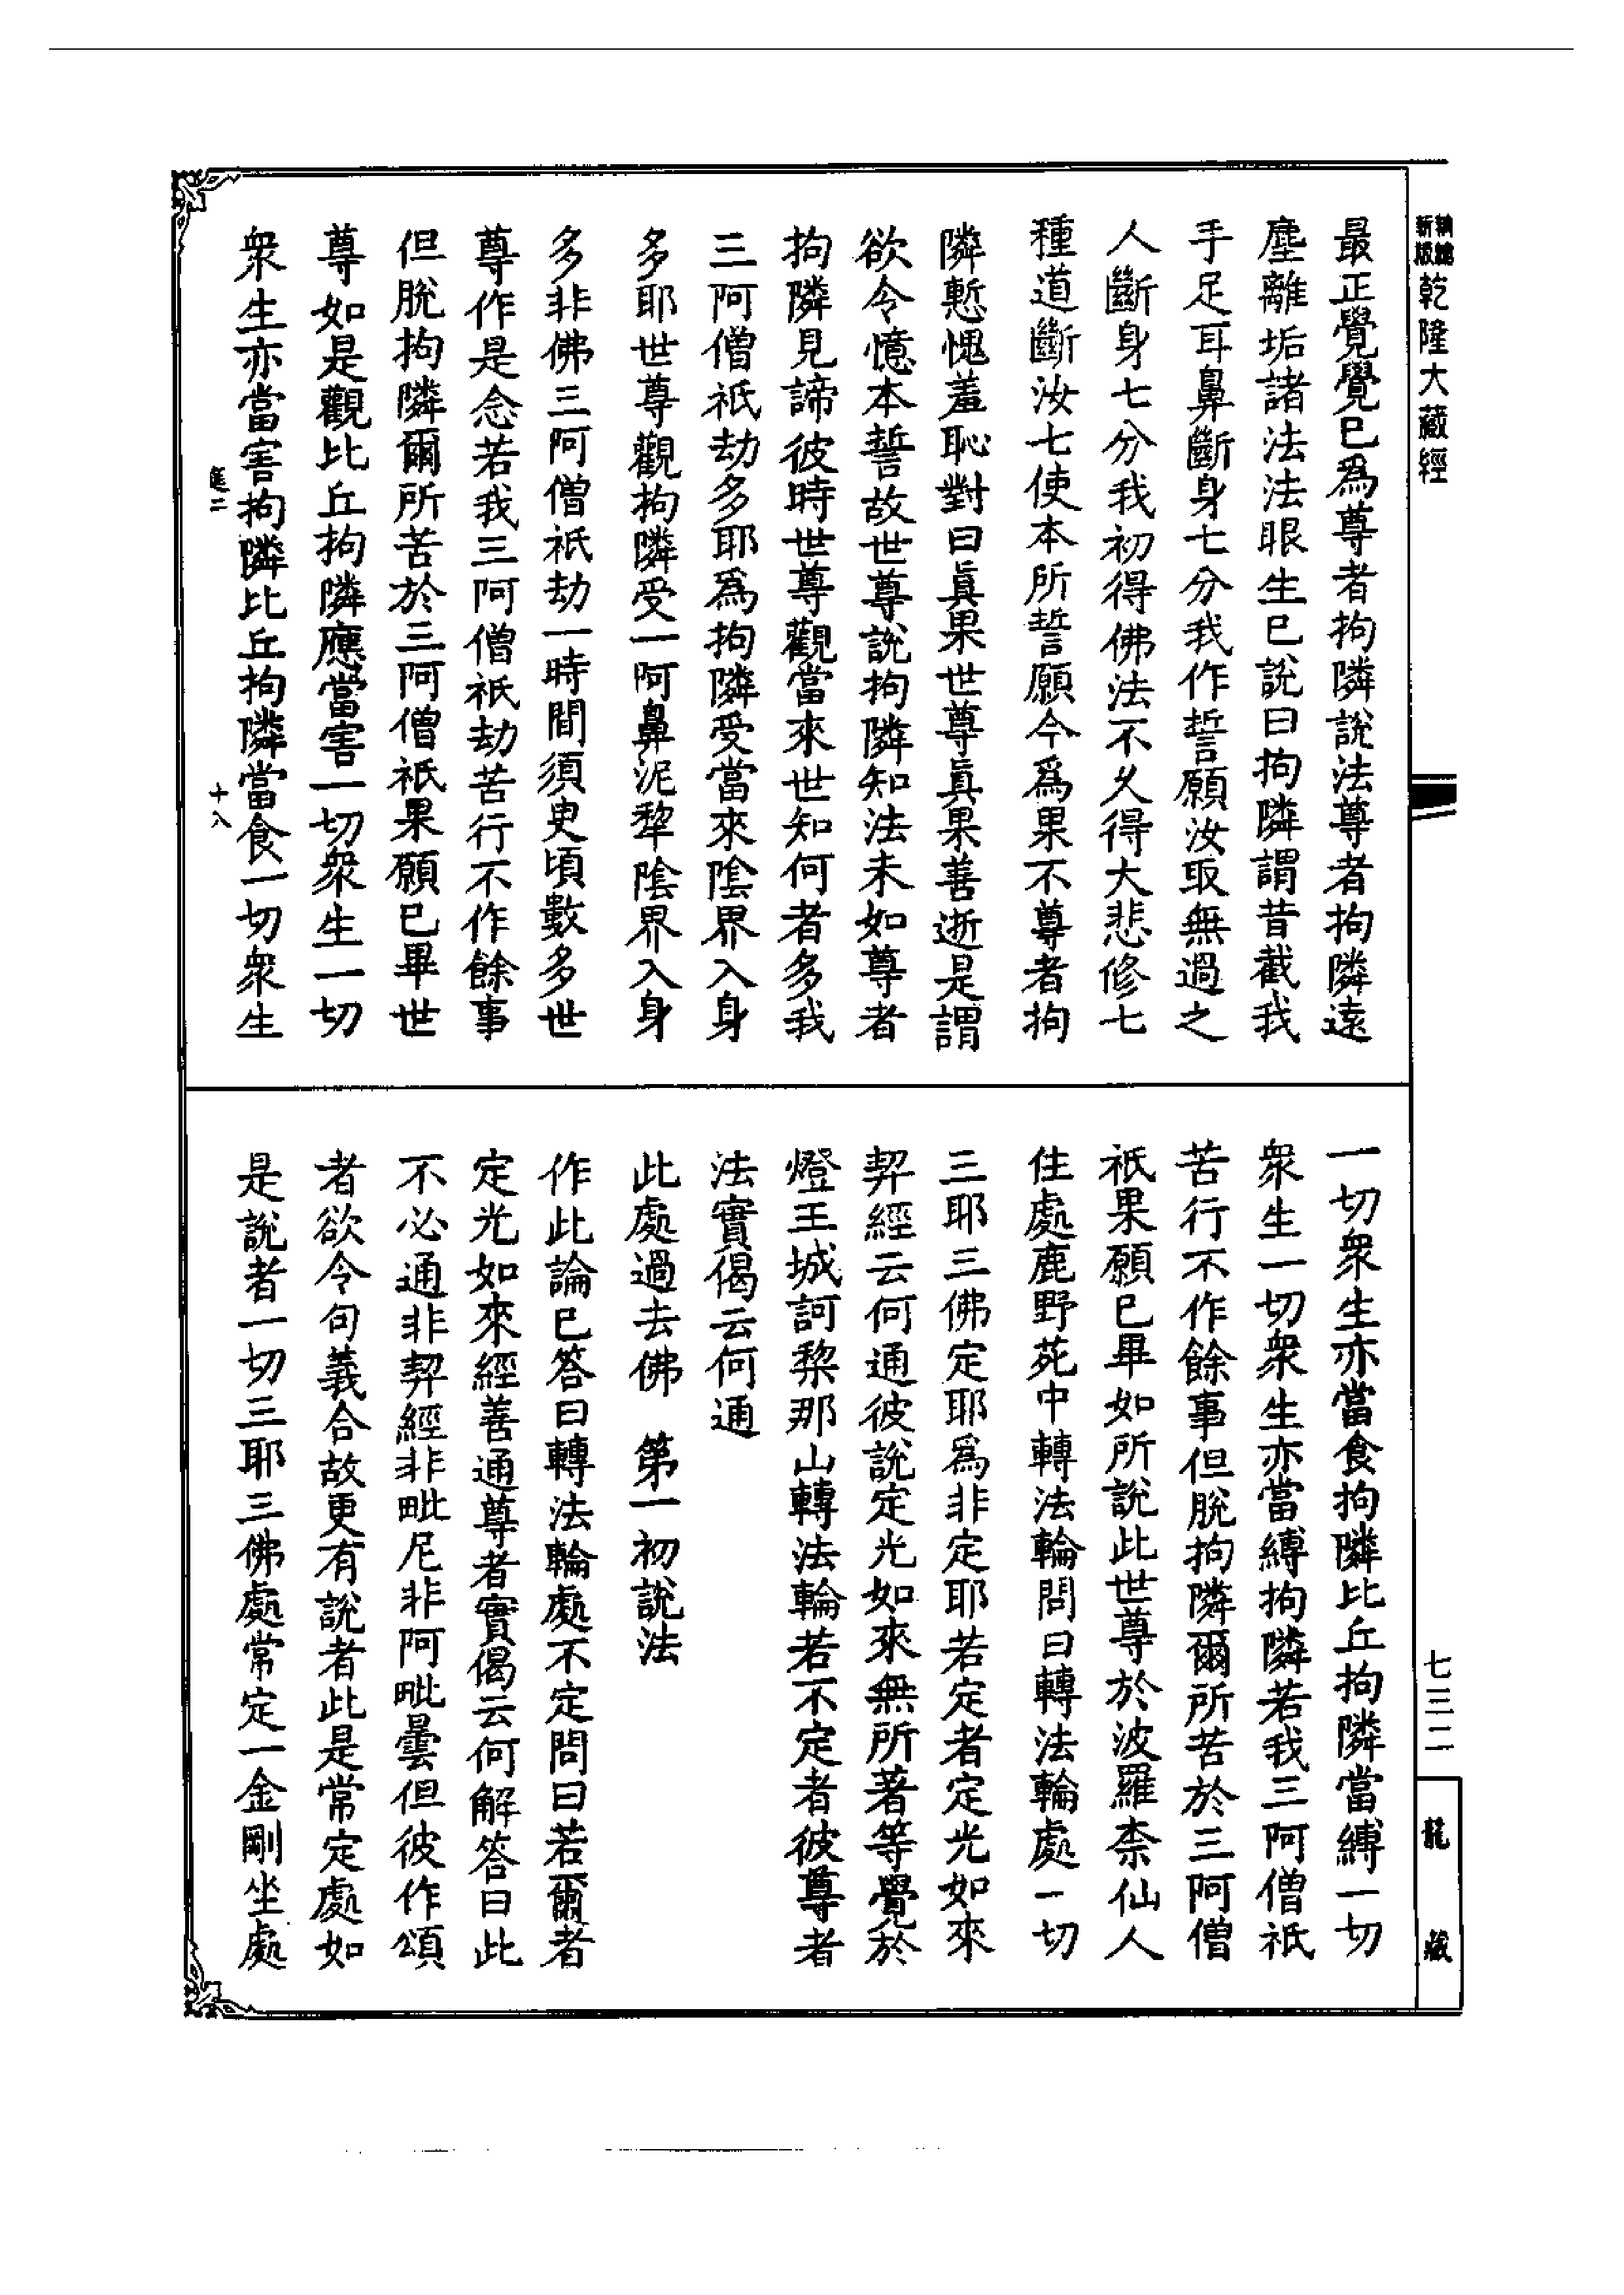 新編
新版
乾隆大藏經
最正覺覺已爲尊者拘隣說法尊者拘隣遠
塵離垢諸法法眼生已說曰拘隣謂昔截我
手足耳鼻斷身七分我作誓願汝取無過之
人斷身七分我初得佛法不久得大悲修七
種道斷汝七使本所誓願今爲果不尊者拘
隣慙愧羞恥對曰眞果世尊眞果善逝是謂
欲令憶本誓故世尊說拘隣知法未如尊者
拘隣見諦彼時世尊觀當來世知何者多我
三阿僧祇劫多耶爲拘隣受當來陰界入身
多耶世尊觀拘隣受一阿鼻泥犂陰界入身
多非佛三阿僧祇劫一時間須臾頃數多世
尊作是念若我三阿僧祇劫苦行不作餘事
但脫拘隣爾所苦於三阿僧祇果願已畢世
尊如是觀比丘拘隣應當害一切衆生一切
衆生亦當害拘隣比丘拘隣當食一切衆生
十八
一切衆生亦當食拘隣比丘拘隣當縛一切
衆生一切衆生亦當縛拘隣若我三阿僧祇
苦行不作餘事但脫拘隣爾所苦於三阿僧
祇果願已畢如所說此世尊於波羅柰仙人
住處鹿野苑中轉法輪問曰轉法輪處一切
三耶三佛定耶爲非定耶若定者定光如來
契經云何通彼說定光如來無所著等覺於
燈王城訶棃那山轉法輪若不定者彼尊者
法實偈云何通
此處過去佛　第一初說法
作此論已答曰轉法輪處不定問曰若爾者
定光如來經善通尊者實偈云何解答曰此
不必通非契經非毗尼非阿毗曇但彼作頌
者欲令句義合故更有說者此是常定處如
是說者一切三耶三佛處常定一金剛坐處
七三二
龍藏